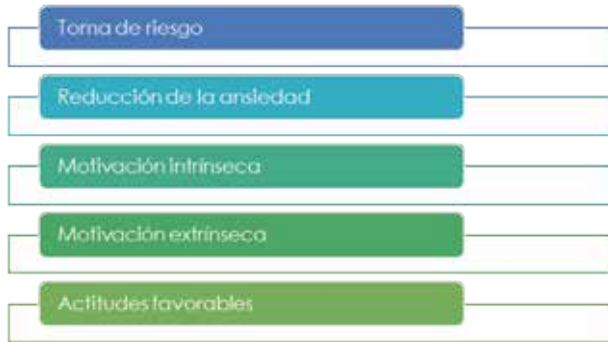 Toma de riesgo
Reducción de la ansiedad
Motivación intrínseca
Motivación extrínseca
Actitudes favorables